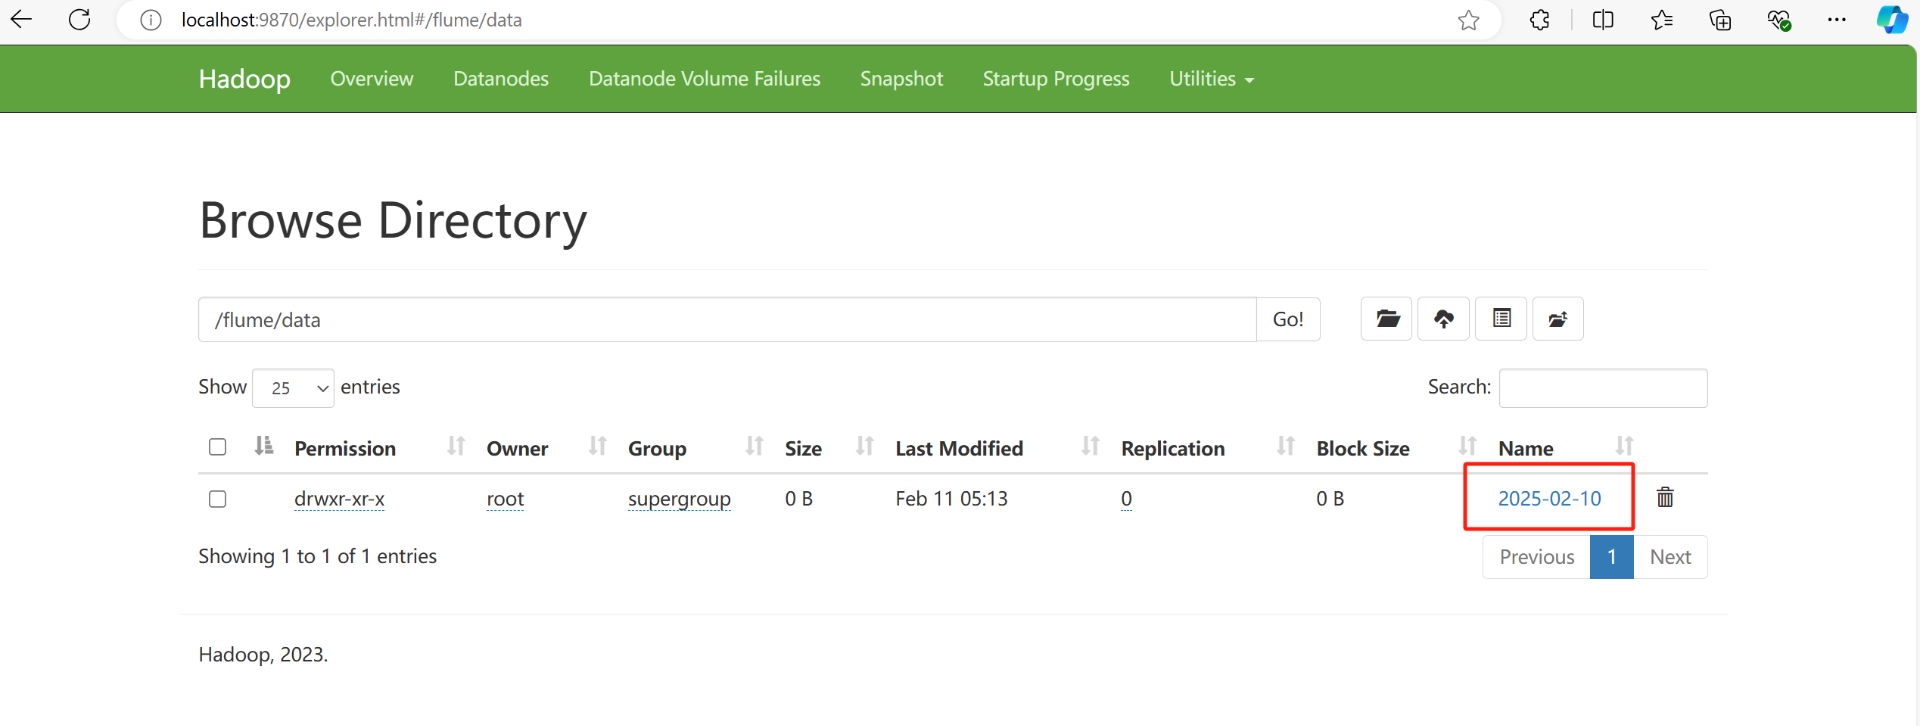 localhost:9870/explorer.html#/flume/data
Hadoop Overview Datanodes Datanode Volume Failures Snapshot Startup Progress Utilities
Browse Directory
/flume/data Go!
Show 25 entries Search:
Permission Owner Group Size Last Modified Replication Block Size Name
drwxr-xr-x root supergroup 0 B Feb 11 05:13 0 0 B 2025-02-10
Showing 1 to 1 of 1 entries Previous 1 Next
Hadoop, 2023.